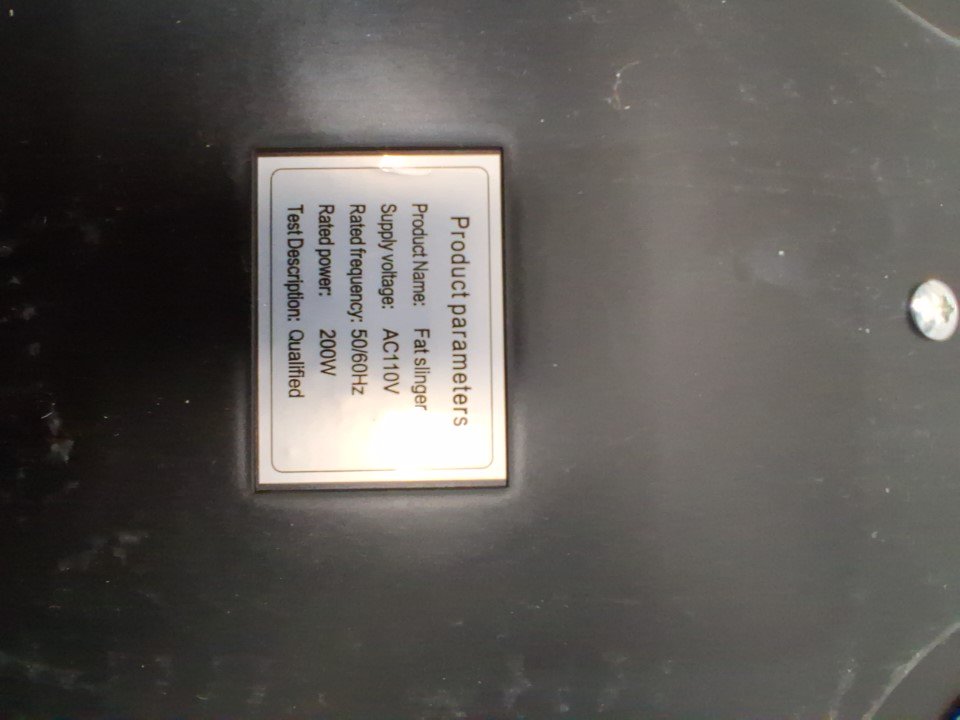 Product parameters
Product Name: Fat slinger
Supply voltage: AC110V
Rated frequency: 50/60Hz
Rated power: 200W
Test Description: Qualified